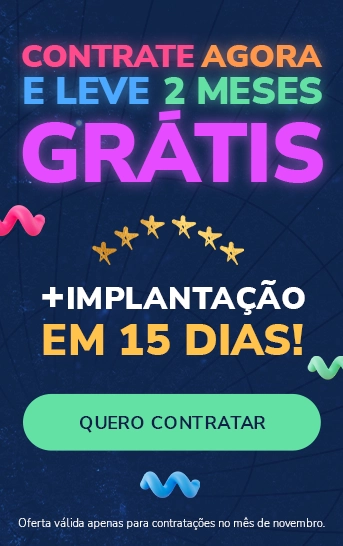 CONTRATE AGORA
E LEVE 2 MESES
GRÁTIS
+IMPLANTAÇÃO
EM 15 DIAS!
QUERO CONTRATAR
Oferta válida apenas para contratações no mês de novembro.